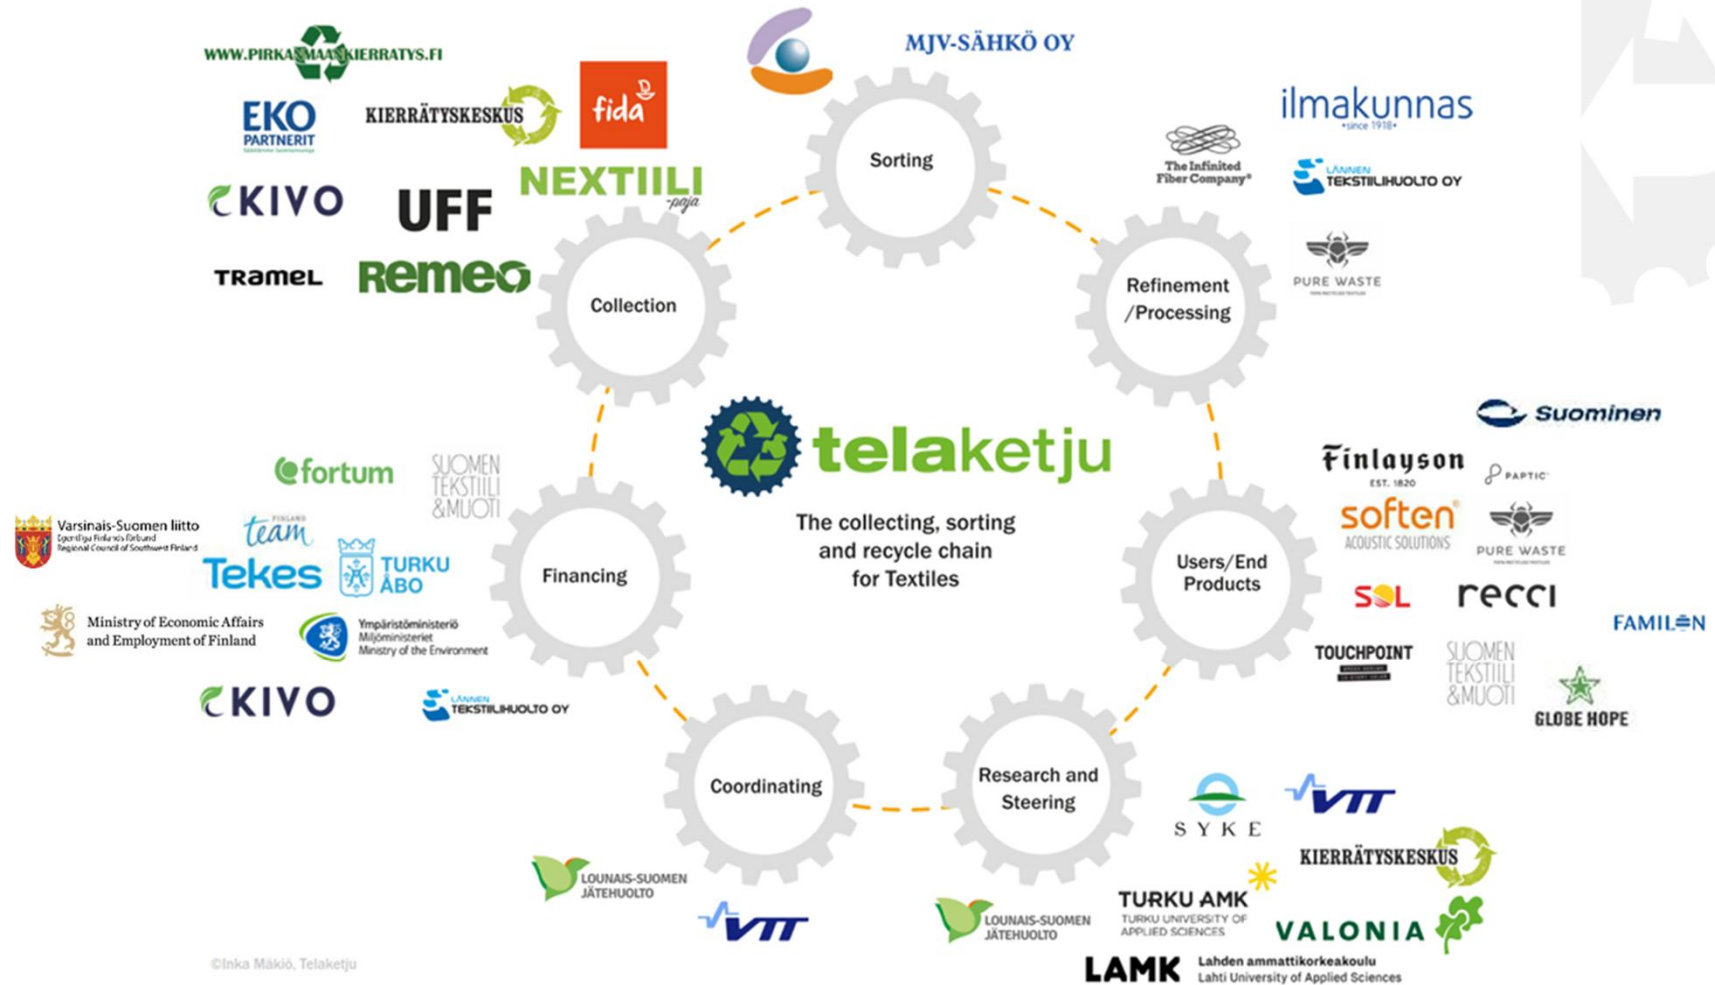 WWW.PIRKANMAANKIERRATYS.FI
EKO
PARTNERIT
KIERRÄTYSKESKUS
fida
KIVO
UFF
NEXTIILI
-paja
TRameL
Remeo
Collection
MJV-SÄHKÖ OY
Sorting
ilmakunnas
•since 1918•
The Infinited
Fiber Company®
LÄNNEN
TEKSTIILIHUOLTO OY
PURE WASTE
Refinement
/Processing
telaketju
The collecting, sorting
and recycle chain
for Textiles
Suominen
Finlayson
EST. 1820
PAPTIC
soften®
ACOUSTIC SOLUTIONS
PURE WASTE
SOL
recci
FAMILON
TOUCHPOINT
SUOMEN
TEKSTIILI
&MUOTI
GLOBE HOPE
Users/End
Products
fortum
SUOMEN
TEKSTIILI
&MUOTI
Varsinais-Suomen liitto
Egentliga Finlands förbund
Regional Council of Southwest Finland
FINLAND
team
Tekes
TURKU
ÅBO
Ministry of Economic Affairs
and Employment of Finland
Ympäristöministeriö
Miljöministeriet
Ministry of the Environment
KIVO
LÄNNEN
TEKSTIILIHUOLTO OY
Financing
Coordinating
LOUNAIS-SUOMEN
JÄTEHUOLTO
VTT
Research and
Steering
SYKE
VTT
KIERRÄTYSKESKUS
LOUNAIS-SUOMEN
JÄTEHUOLTO
TURKU AMK
TURKU UNIVERSITY OF
APPLIED SCIENCES
VALONIA
LAMK
Lahden ammattikorkeakoulu
Lahti University of Applied Sciences
©Inka Mäkiö, Telaketju